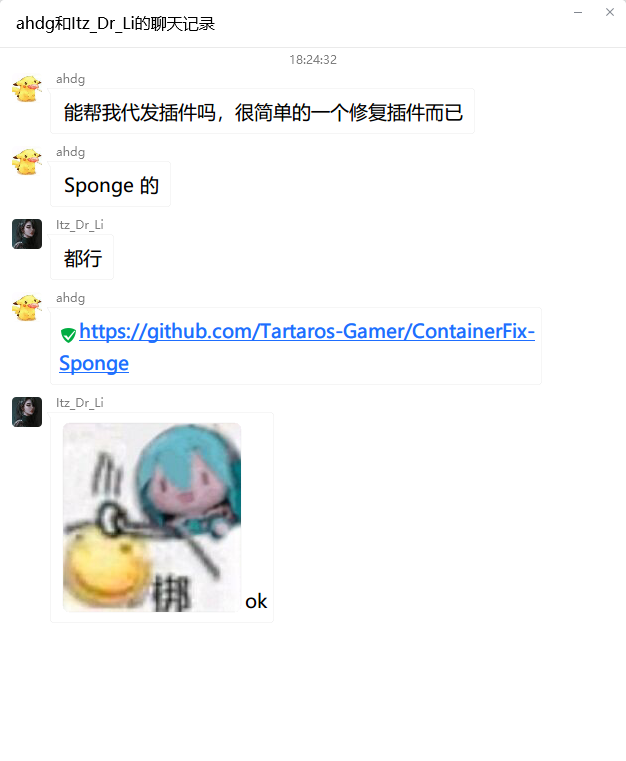 ahdg和Itz_Dr_Li的聊天记录
18:24:32
ahdg
能帮我代发插件吗，很简单的一个修复插件而已
ahdg
Sponge 的
Itz_Dr_Li
都行
ahdg
https://github.com/Tartaros-Gamer/ContainerFix-
Sponge
Itz_Dr_Li
梆
ok